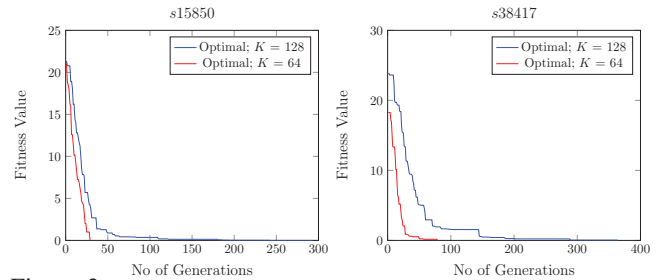 s15850
25
20
15
10
5
0
Fitness Value
Optimal; K = 128
Optimal; K = 64
0 50 100 150 200 250 300
No of Generations
s38417
30
20
10
0
Fitness Value
Optimal; K = 128
Optimal; K = 64
0 100 200 300 400
No of Generations